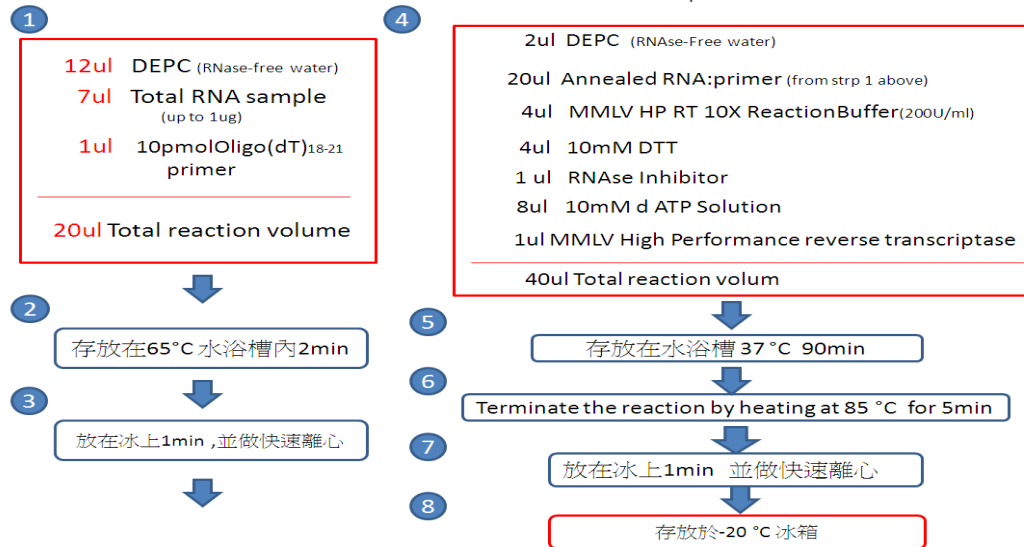 1
12ul DEPC (RNase-free water)
7ul Total RNA sample
(up to 1ug)
1ul 10pmolOligo(dT)18-21
primer
20ul Total reaction volume
2
存放在65°C 水浴槽內2min
3
放在冰上1min ,並做快速離心
4
2ul DEPC (RNAse-Free water)
20ul Annealed RNA:primer (from strp 1 above)
4ul MMLV HP RT 10X ReactionBuffer(200U/ml)
4ul 10mM DTT
1 ul RNAse Inhibitor
8ul 10mM d ATP Solution
1ul MMLV High Performance reverse transcriptase
40ul Total reaction volum
5
存放在水浴槽 37 °C 90min
6
Terminate the reaction by heating at 85 °C for 5min
7
放在冰上1min 並做快速離心
8
存放於-20 °C 冰箱